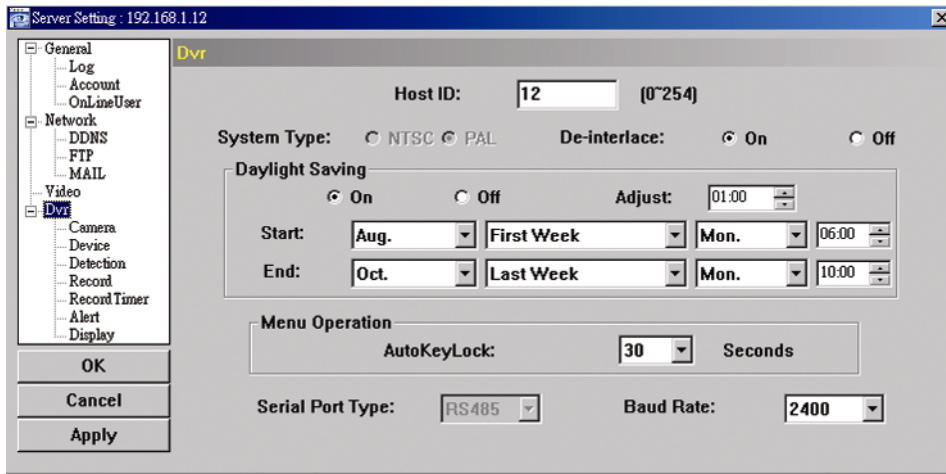 Server Setting : 192.168.1.12
General
Log
Account
OnLineUser
Network
DDNS
FTP
MAIL
Video
Dvr
Camera
Device
Detection
Record
RecordTimer
Alert
Display
OK
Cancel
Apply
Dvr
Host ID: 12 (0~254)
System Type: NTSC PAL De-interlace: On Off
Daylight Saving
On Off Adjust: 01:00
Start: Aug. First Week Mon. 06:00
End: Oct. Last Week Mon. 10:00
Menu Operation
AutoKeyLock: 30 Seconds
Serial Port Type: RS485 Baud Rate: 2400